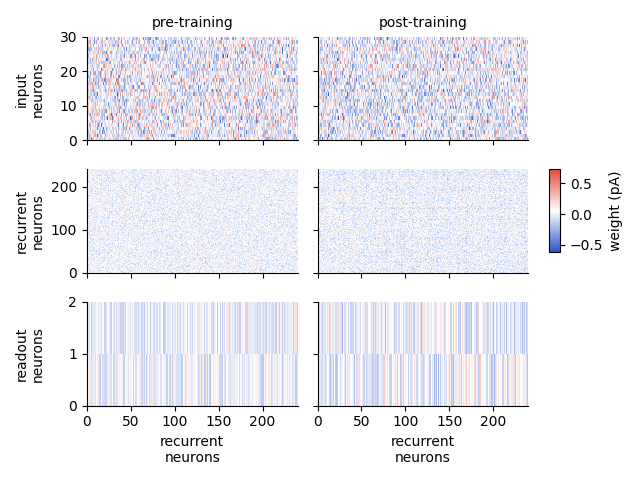 pre-training
post-training
input
neurons
30
20
10
0
recurrent
neurons
200
100
0
0.5
0.0
−0.5
weight (pA)
readout
neurons
2
1
0
0 50 100 150 200
0 50 100 150 200
recurrent
neurons
recurrent
neurons